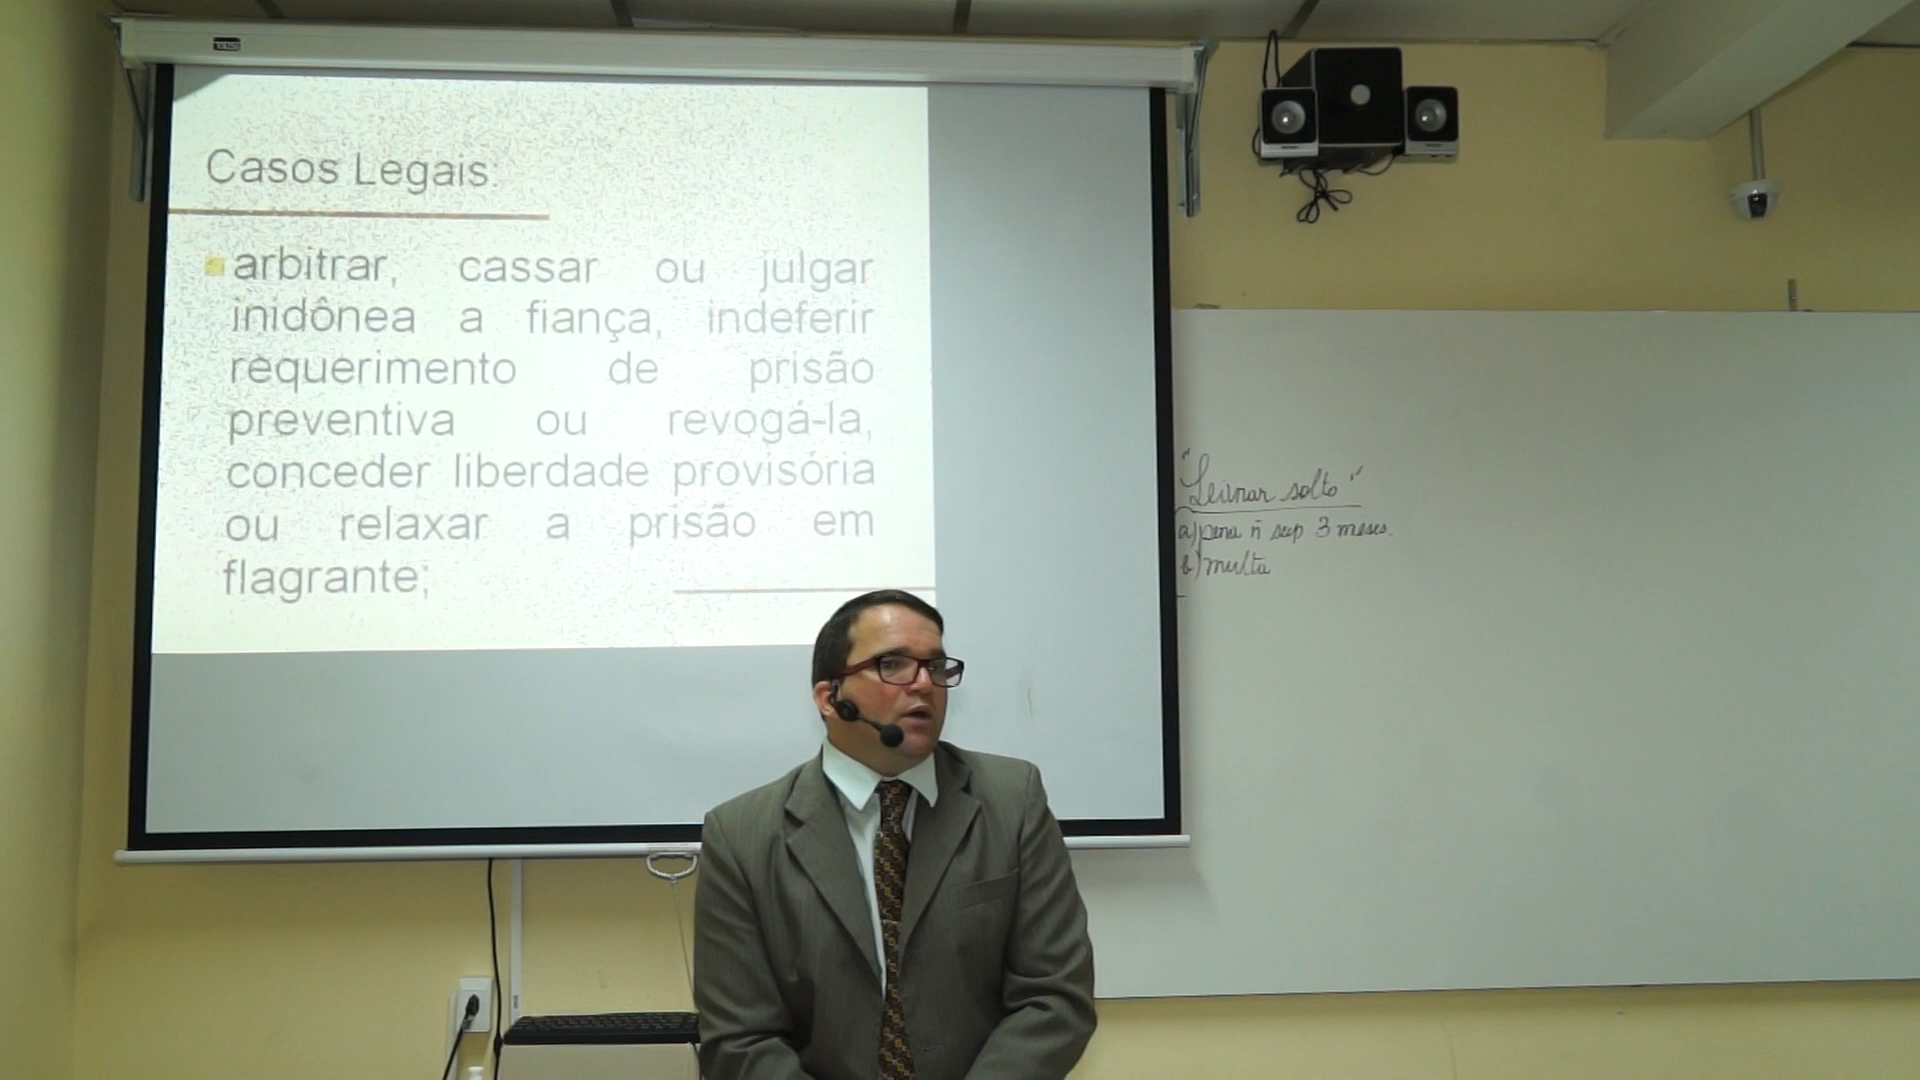 Casos Legais:
arbitrar, cassar ou julgar
inidônea a fiança, indeferir
requerimento de prisão
preventiva ou revogá-la,
conceder liberdade provisória
ou relaxar a prisão em
flagrante;
solto"
a) pena ñ sup 3 meses.
b) multa